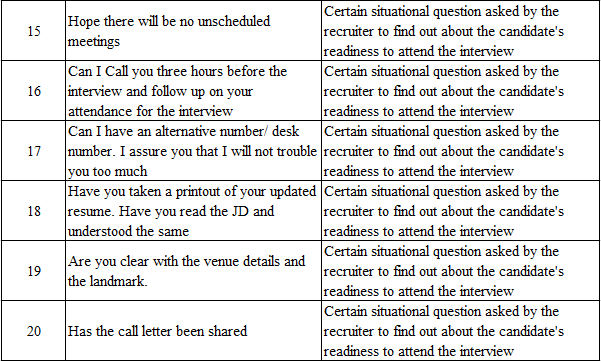 15
Hope there will be no unscheduled
meetings
Certain situational question asked by the
recruiter to find out about the candidate's
readiness to attend the interview
16
Can I Call you three hours before the
interview and follow up on your
attendance for the interview
Certain situational question asked by the
recruiter to find out about the candidate's
readiness to attend the interview
17
Can I have an alternative number/ desk
number. I assure you that I will not trouble
you too much
Certain situational question asked by the
recruiter to find out about the candidate's
readiness to attend the interview
18
Have you taken a printout of your updated
resume. Have you read the JD and
understood the same
Certain situational question asked by the
recruiter to find out about the candidate's
readiness to attend the interview
19
Are you clear with the venue details and
the landmark.
Certain situational question asked by the
recruiter to find out about the candidate's
readiness to attend the interview
20
Has the call letter been shared
Certain situational question asked by the
recruiter to find out about the candidate's
readiness to attend the interview